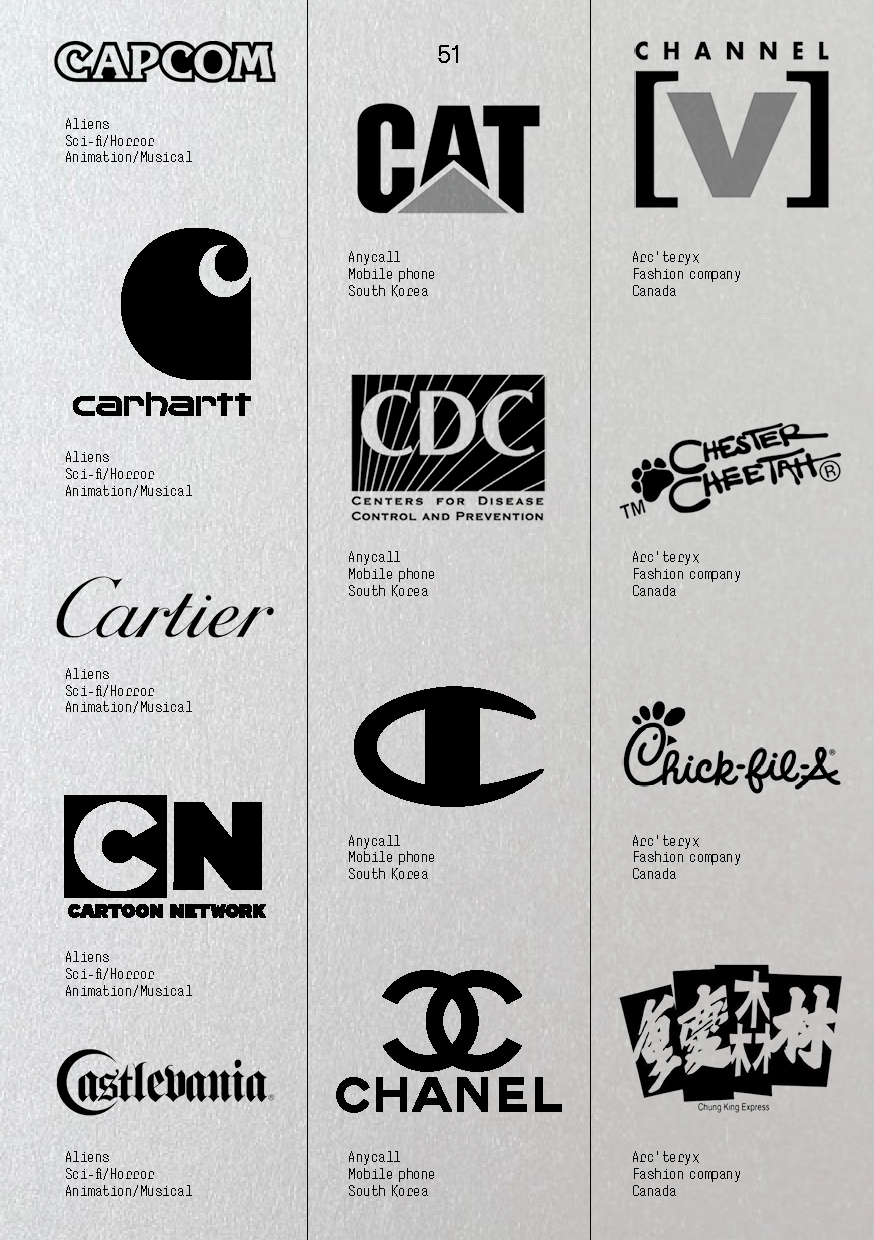 CAPCOM
Aliens
Sci-fi/Horror
Animation/Musical
carhartt
Aliens
Sci-fi/Horror
Animation/Musical
Cartier
Aliens
Sci-fi/Horror
Animation/Musical
CN
CARTOON NETWORK
Aliens
Sci-fi/Horror
Animation/Musical
Castlevania®
Aliens
Sci-fi/Horror
Animation/Musical
51
CAT
Anycall
Mobile phone
South Korea
CDC
CENTERS FOR DISEASE
CONTROL AND PREVENTION
Anycall
Mobile phone
South Korea
C
Anycall
Mobile phone
South Korea
CHANEL
Anycall
Mobile phone
South Korea
CHANNEL
[V]
Arc'teryx
Fashion company
Canada
CHESTER
CHEETAH®
TM
Arc'teryx
Fashion company
Canada
Chick-fil-A®
Arc'teryx
Fashion company
Canada
重慶森林
Chung King Express
Arc'teryx
Fashion company
Canada